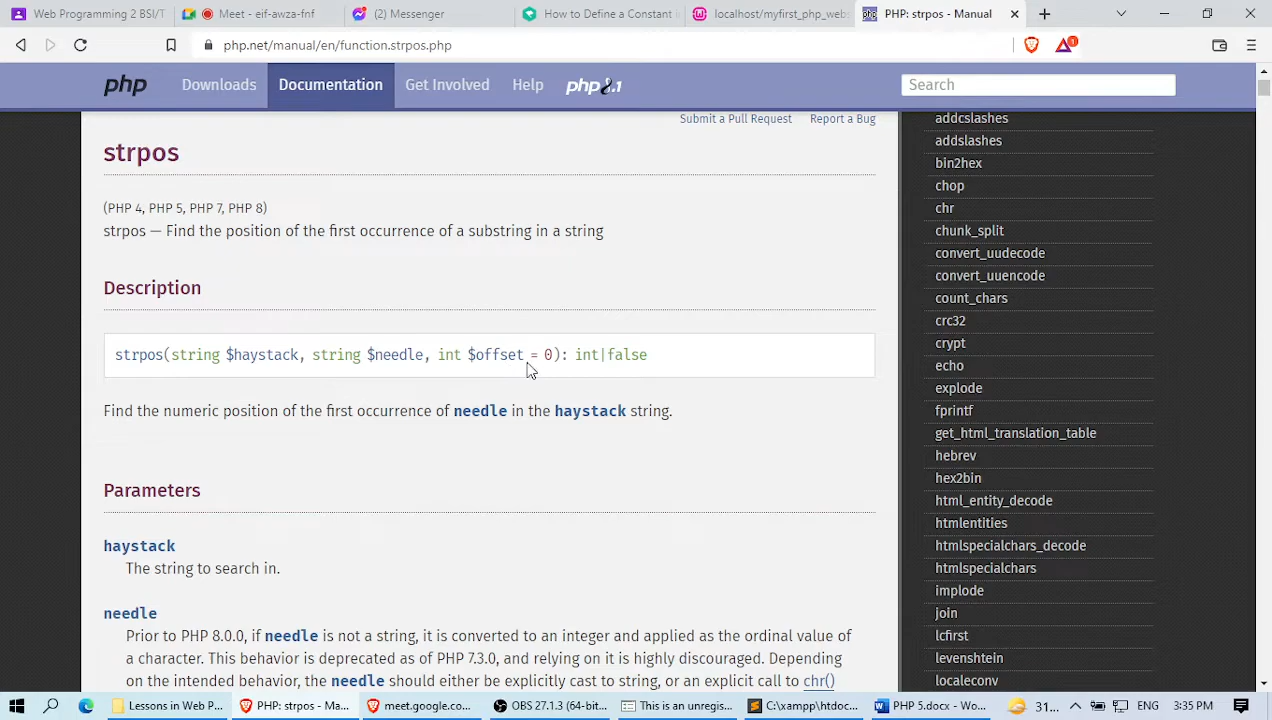 Web Programming 2 BSI/T
Meet - eif-awza-fnf
(2) Messenger
How to Define a Constant
localhost/myfirst_php_web
PHP: strpos - Manual
php.net/manual/en/function.strpos.php
1
php
Downloads
Documentation
Get Involved
Help
php8.1
Search
Submit a Pull Request
Report a Bug
strpos
(PHP 4, PHP 5, PHP 7, PHP 8)
strpos — Find the position of the first occurrence of a substring in a string
Description
strpos(string $haystack, string $needle, int $offset = 0): int|false
Find the numeric position of the first occurrence of needle in the haystack string.
Parameters
haystack
The string to search in.
needle
Prior to PHP 8.0.0, if needle is not a string, it is converted to an integer and applied as the ordinal value of
a character. This behavior is deprecated as of PHP 7.3.0, and relying on it is highly discouraged. Depending
on the intended behavior, the needle should either be explicitly cast to string, or an explicit call to chr()
addcslashes
addslashes
bin2hex
chop
chr
chunk_split
convert_uudecode
convert_uuencode
count_chars
crc32
crypt
echo
explode
fprintf
get_html_translation_table
hebrev
hex2bin
html_entity_decode
htmlentities
htmlspecialchars_decode
htmlspecialchars
implode
join
lcfirst
levenshtein
localeconv
Lessons in Web P...
PHP: strpos - Ma...
meet.google.co...
OBS 27.1.3 (64-bit...
This is an unregis...
C:\xampp\htdoc...
PHP 5.docx - Wo...
31...
ENG
3:35 PM